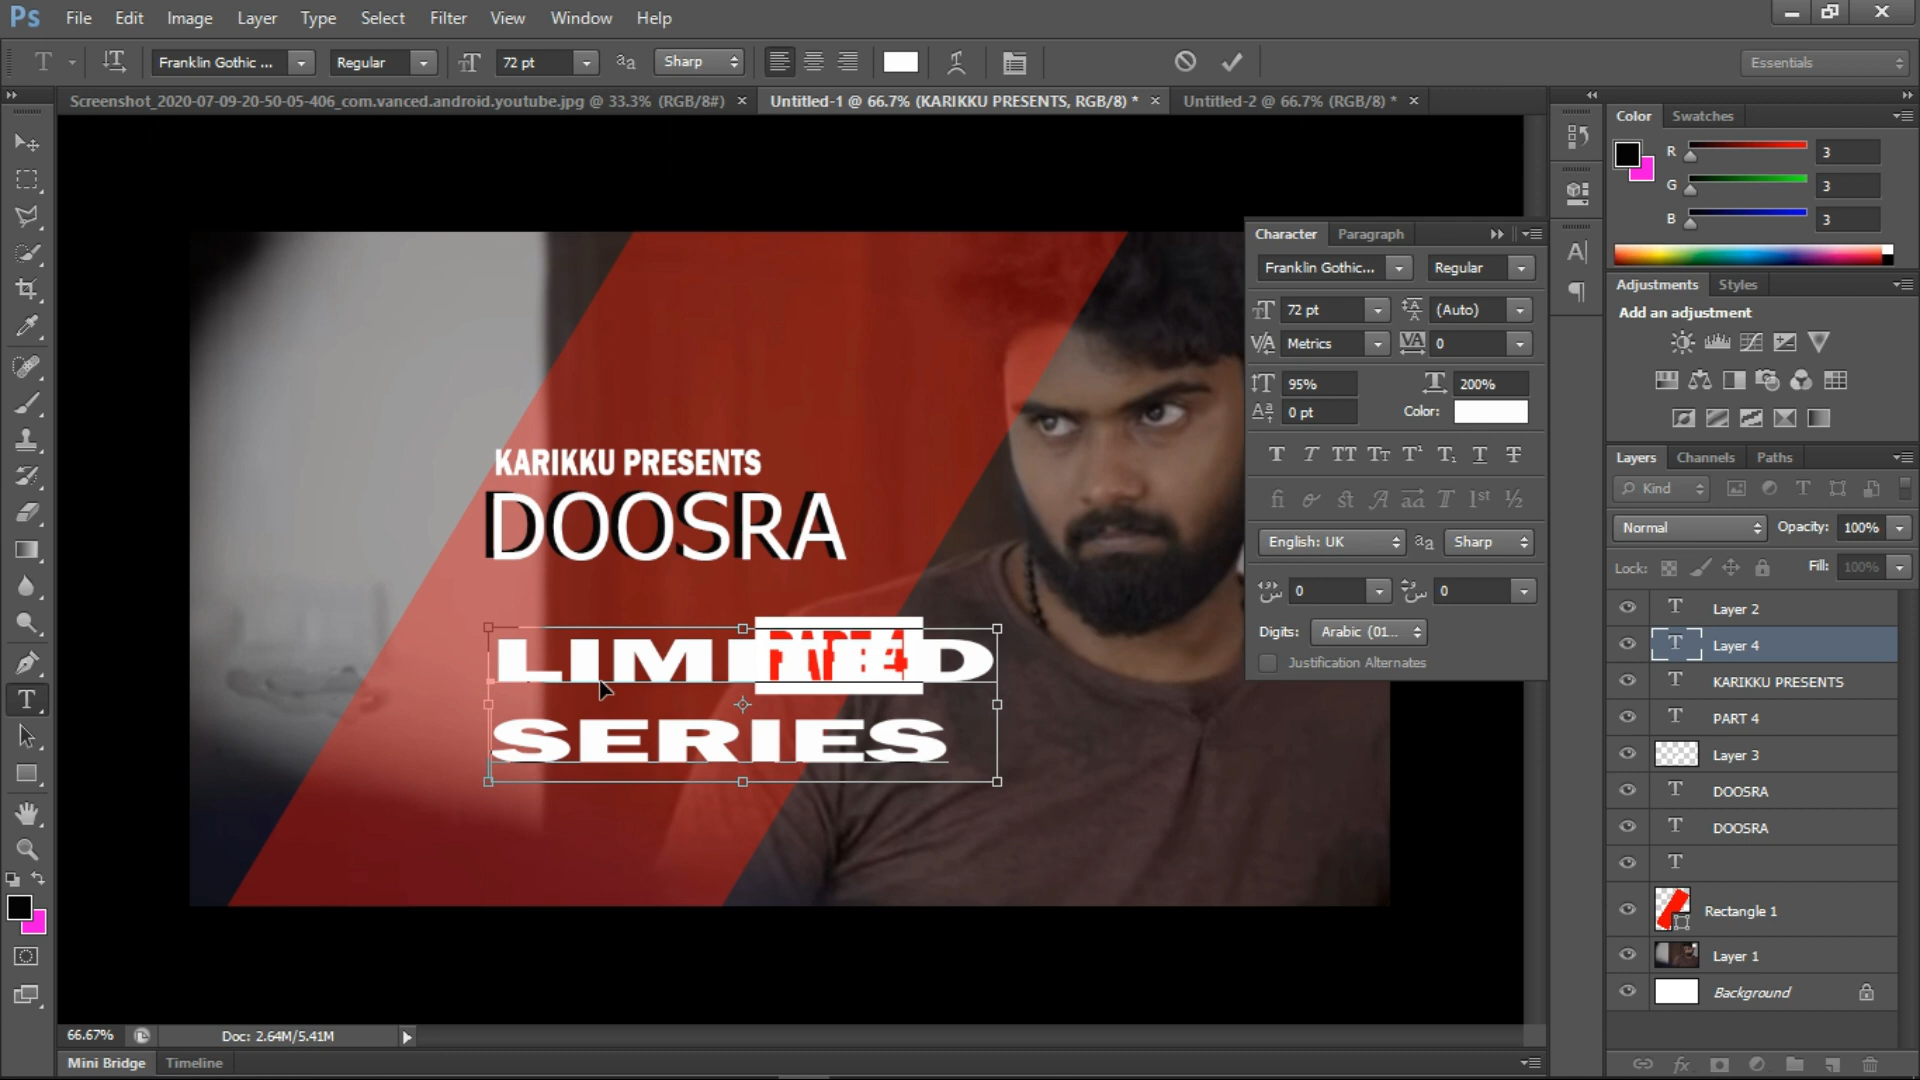 Ps File Edit Image Layer Type Select Filter View Window Help
T Franklin Gothic ... Regular 72 pt aa Sharp Essentials
Screenshot_2020-07-09-20-50-05-406_com.vanced.android.youtube.jpg @ 33.3% (RGB/8#) × Untitled-1 @ 66.7% (KARIKKU PRESENTS, RGB/8) * × Untitled-2 @ 66.7% (RGB/8) * ×
KARIKKU PRESENTS
DOOSRA
LIMITED
PART 4
SERIES
Character Paragraph
Franklin Gothic... Regular
72 pt (Auto)
Metrics 0
95% 200%
0 pt Color:
English: UK aa Sharp
0 0
Digits: Arabic (01...
Justification Alternates
Color Swatches
R 3
G 3
B 3
Adjustments Styles
Add an adjustment
Layers Channels Paths
Kind
Normal Opacity: 100%
Lock: Fill: 100%
Layer 2
Layer 4
KARIKKU PRESENTS
PART 4
Layer 3
DOOSRA
DOOSRA
Rectangle 1
Layer 1
Background
66.67% Doc: 2.64M/5.41M
Mini Bridge Timeline